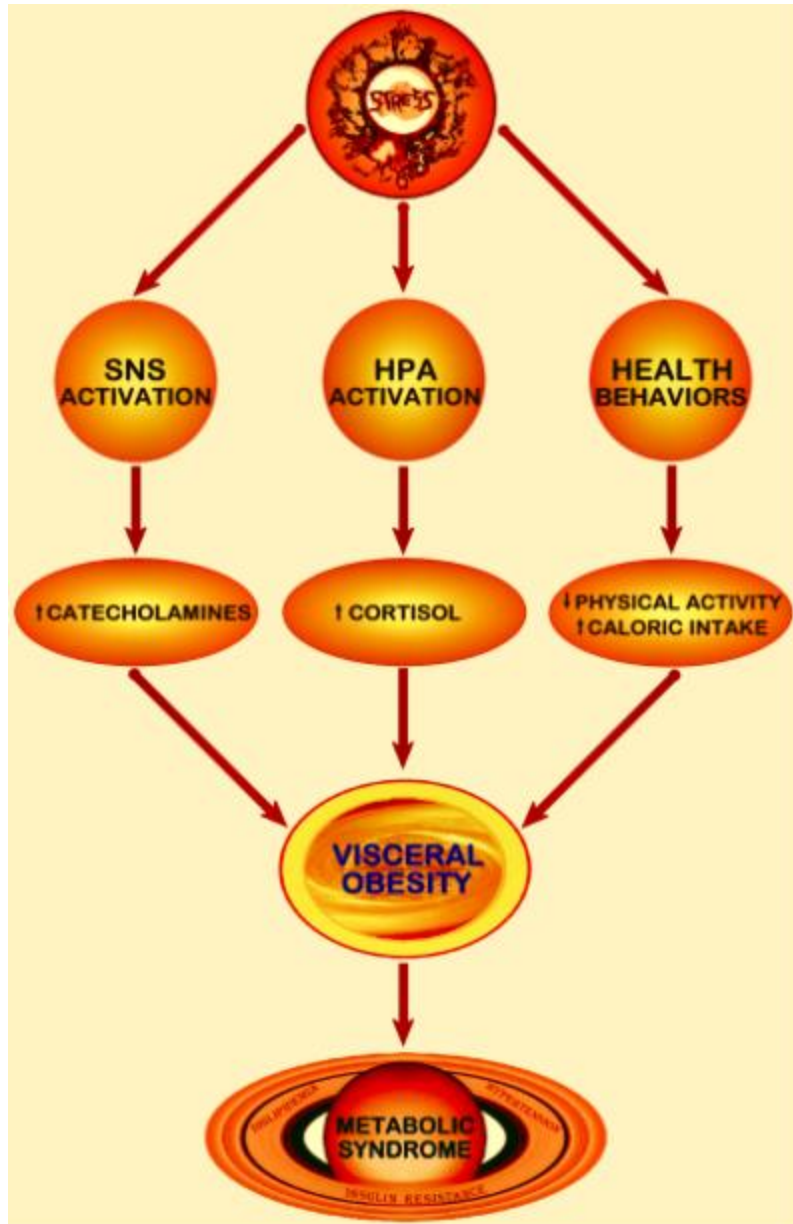 STRESS
SNS
ACTIVATION
HPA
ACTIVATION
HEALTH
BEHAVIORS
↑CATECHOLAMINES
↑ CORTISOL
↓ PHYSICAL ACTIVITY
↑ CALORIC INTAKE
VISCERAL
OBESITY
DISLIPIDEMIA
HYPERTENSION
METABOLIC
SYNDROME
INSULIN RESISTANCE